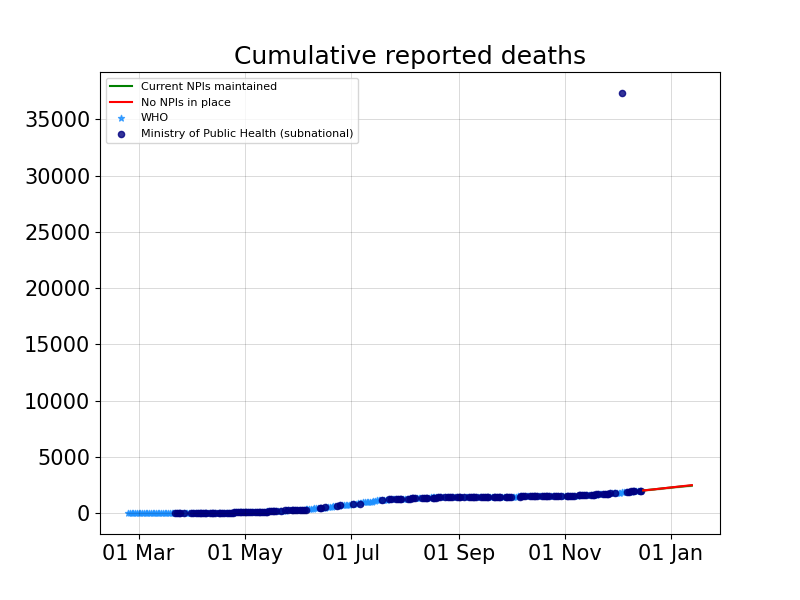 Cumulative reported deaths
Current NPIs maintained
No NPIs in place
WHO
Ministry of Public Health (subnational)
35000
30000
25000
20000
15000
10000
5000
0
01 Mar
01 May
01 Jul
01 Sep
01 Nov
01 Jan